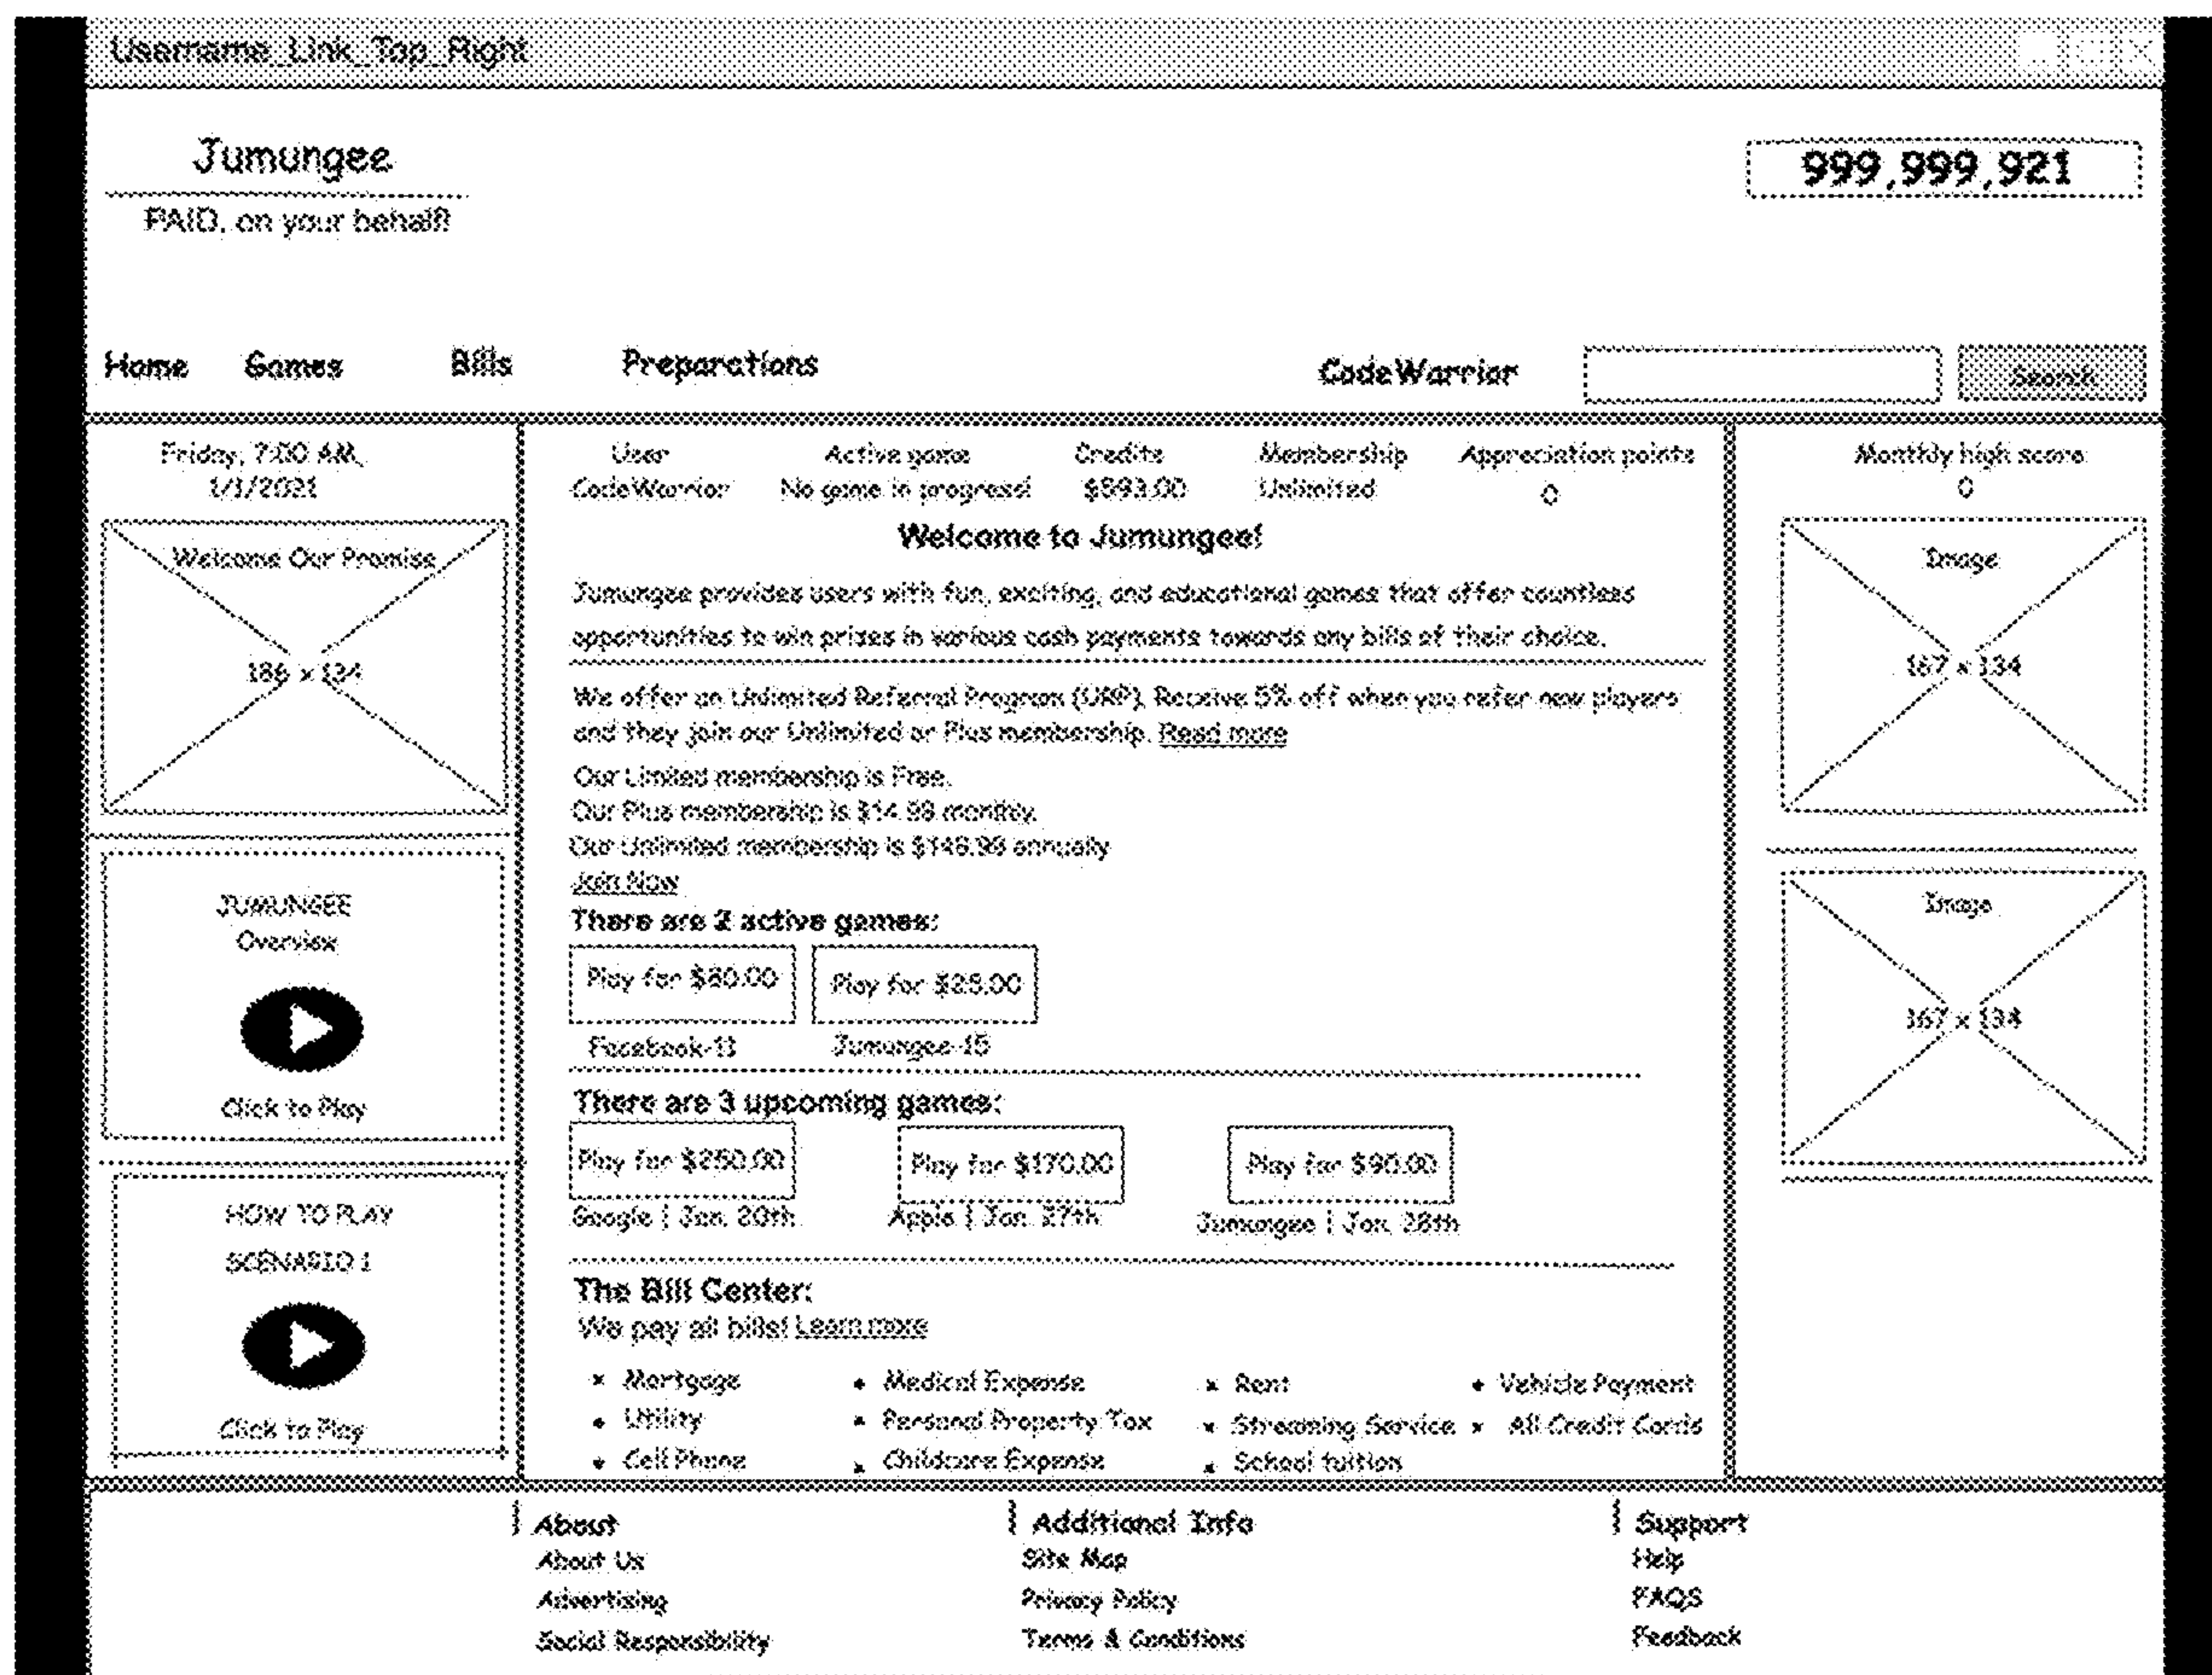 Username_Link_Top_Right
Jumungee
999,999,921
PAID, on your behalf!
Home Games Bills Preparations CodeWarrior Search
Friday, 7:00 AM,
1/1/2021
User Active game Credits Membership Appreciation points
CodeWarrior No game in progress! $593.00 Unlimited 0
Monthly high score
0
Welcome Our Promise
186 x 134
JUMUNGEE
Overview
Click to Play
HOW TO PLAY
SCENARIO 1
Click to Play
Welcome to Jumungee!
Jumungee provides users with fun, exciting, and educational games that offer countless
opportunities to win prizes in various cash payments towards any bills of their choice.
We offer an Unlimited Referral Program (URP). Receive 5% off when you refer new players
and they join our Unlimited or Plus membership. Read more
Our Limited membership is Free.
Our Plus membership is $14.99 monthly.
Our Unlimited membership is $149.99 annually
Join Now
There are 2 active games:
Play for $80.00 Play for $25.00
Facebook-11 Jumungee-15
There are 3 upcoming games:
Play for $250.00 Play for $170.00 Play for $90.00
Google | Jan. 20th Apple | Jan. 27th Jumungee | Jan. 28th
The Bill Center:
We pay all bills! Learn more
Mortgage Medical Expense Rent Vehicle Payment
Utility Personal Property Tax Streaming Service All Credit Cards
Cell Phone Childcare Expense School tuition
Image
167 x 134
Image
167 x 134
About Additional Info Support
About Us Site Map Help
Advertising Privacy Policy FAQS
Social Responsibility Terms & Conditions Feedback